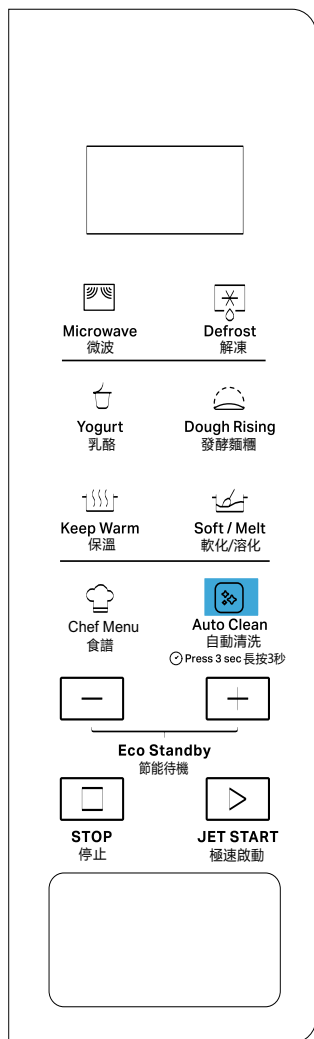 Microwave
微波
Defrost
解凍
Yogurt
乳酪
Dough Rising
發酵麵糰
Keep Warm
保溫
Soft / Melt
軟化/溶化
Chef Menu
食譜
Auto Clean
自動清洗
Press 3 sec 長按3秒
Eco Standby
節能待機
STOP
停止
JET START
極速啟動